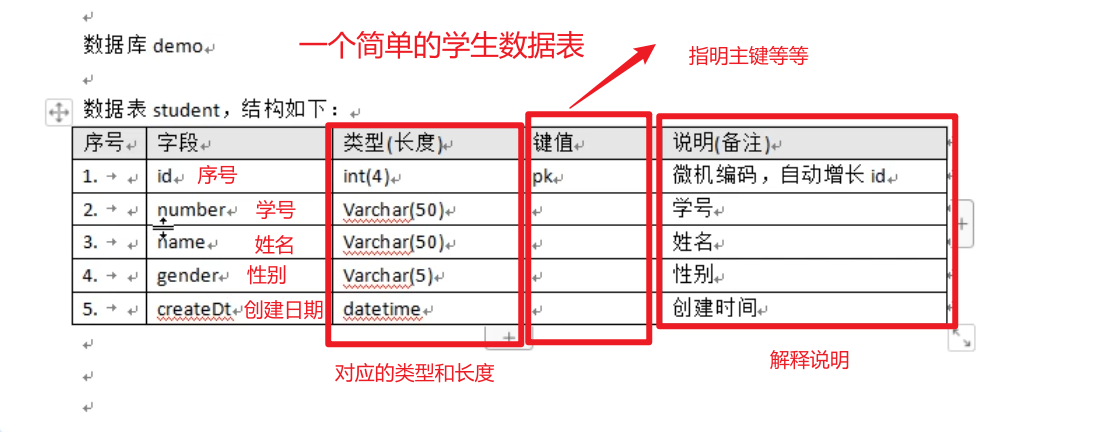 数据库 demo
一个简单的学生数据表
指明主键等等
数据表 student，结构如下：
序号 字段 类型(长度) 键值 说明(备注)
1. id 序号 int(4) pk 微机编码，自动增长 id
2. number 学号 Varchar(50) 学号
3. name 姓名 Varchar(50) 姓名
4. gender 性别 Varchar(5) 性别
5. createDt 创建日期 datetime 创建时间
对应的类型和长度
解释说明